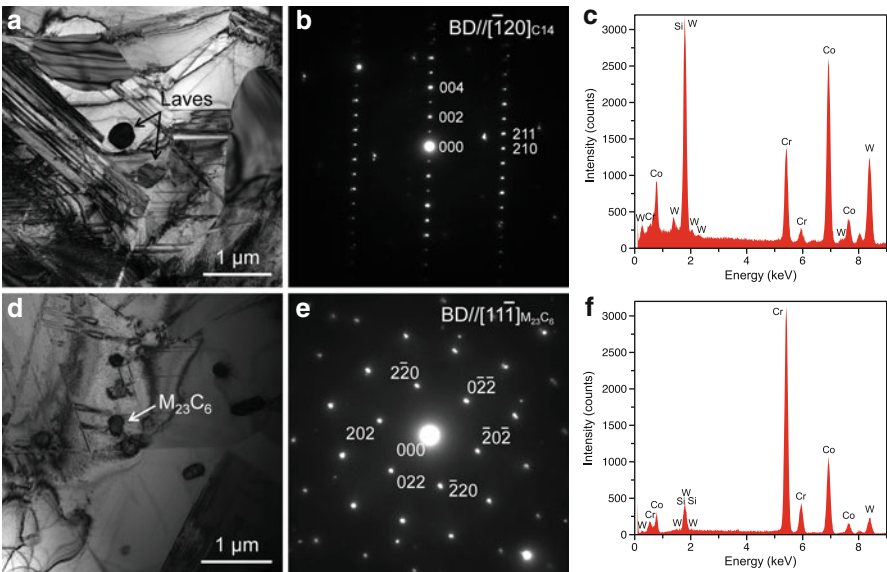 a
Laves
1 μm
b
BD//[1̅20]C14
004
002
000
211
210
c
Intensity (counts)
3000
2500
2000
1500
1000
500
0
Si W
Co
Cr
Co
W
W Cr
W
W
W
Cr
W
Co
0 2 4 6 8
Energy (keV)
d
M₂₃C₆
1 μm
e
BD//[111̅]M₂₃C₆
22̅0
02̅2̅
202
000
2̅02̅
022
2̅20
f
Intensity (counts)
3000
2500
2000
1500
1000
500
0
Cr
Co
W
Co
Cr
W
Si Si
W W
Cr
Co
W
0 2 4 6 8
Energy (keV)